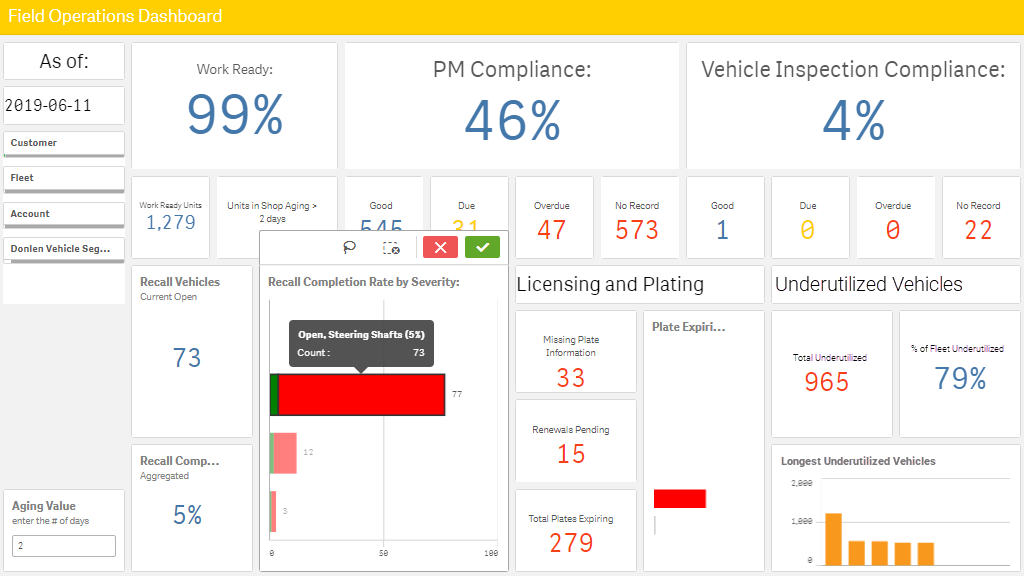 Field Operations Dashboard
As of:
2019-06-11
Customer
Fleet
Account
Donlen Vehicle Seg...
Aging Value
enter the # of days
2
Work Ready:
99%
PM Compliance:
46%
Vehicle Inspection Compliance:
4%
Work Ready Units
1,279
Units in Shop Aging >
2 days
Good
545
Due
31
Overdue
47
No Record
573
Good
1
Due
0
Overdue
0
No Record
22
Recall Vehicles
Current Open
73
Recall Comp...
Aggregated
5%
Recall Completion Rate by Severity:
Open, Steering Shafts (5%)
Count :
73
77
12
3
0
50
100
Licensing and Plating
Missing Plate
Information
33
Renewals Pending
15
Total Plates Expiring
279
Plate Expiri...
Underutilized Vehicles
Total Underutilized
965
% of Fleet Underutilized
79%
Longest Underutilized Vehicles
2,000
1,000
0